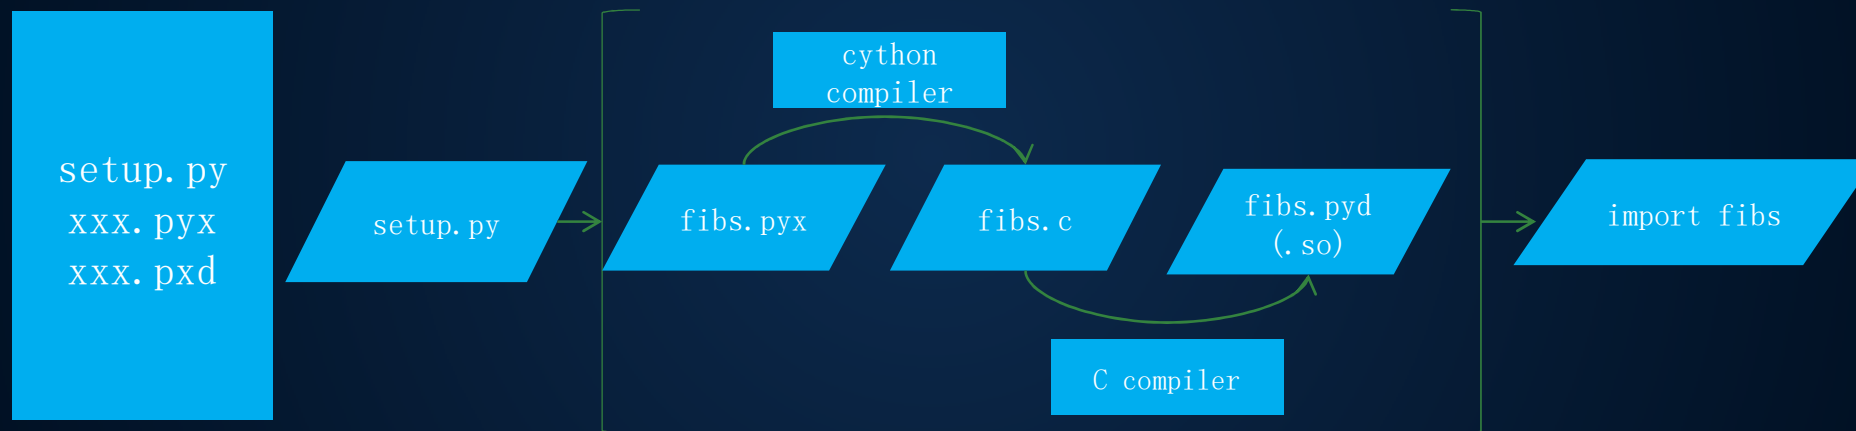 setup.py
xxx.pyx
xxx.pxd
setup.py
cython
compiler
fibs.pyx
fibs.c
fibs.pyd
(.so)
C compiler
import fibs